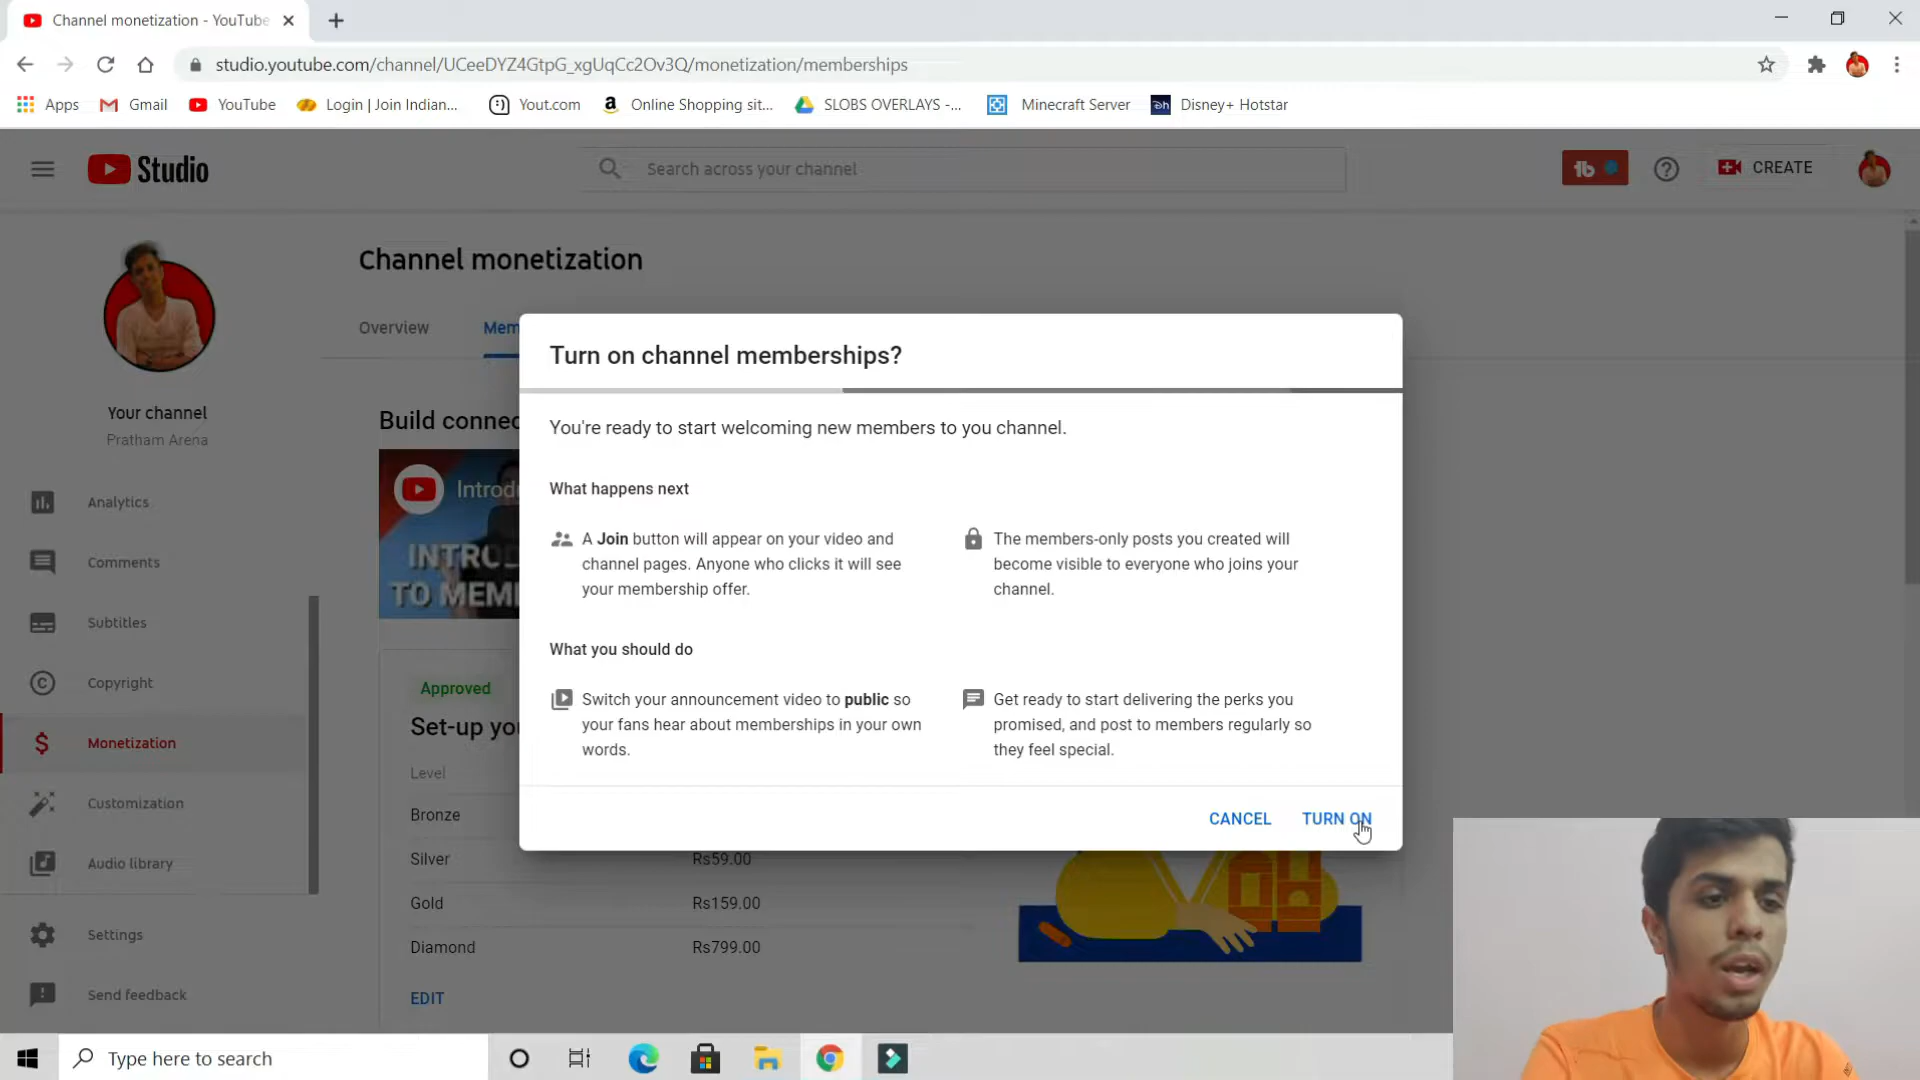 Channel monetization - YouTube
studio.youtube.com/channel/UCeeDYZ4GtpG_xgUqCc2Ov3Q/monetization/memberships
Apps Gmail YouTube Login | Join Indian... Yout.com Online Shopping sit... SLOBS OVERLAYS -... Minecraft Server Disney+ Hotstar
Studio
Search across your channel
CREATE
Channel monetization
Overview
Mem
Your channel
Pratham Arena
Analytics
Comments
Subtitles
Copyright
Monetization
Customization
Audio library
Settings
Send feedback
Build connec
Introdu
INTRO
TO MEM
Approved
Set-up you
Level
Bronze
Silver Rs59.00
Gold Rs159.00
Diamond Rs799.00
EDIT
Turn on channel memberships?
You're ready to start welcoming new members to you channel.
What happens next
A Join button will appear on your video and
channel pages. Anyone who clicks it will see
your membership offer.
The members-only posts you created will
become visible to everyone who joins your
channel.
What you should do
Switch your announcement video to public so
your fans hear about memberships in your own
words.
Get ready to start delivering the perks you
promised, and post to members regularly so
they feel special.
CANCEL TURN ON
Type here to search